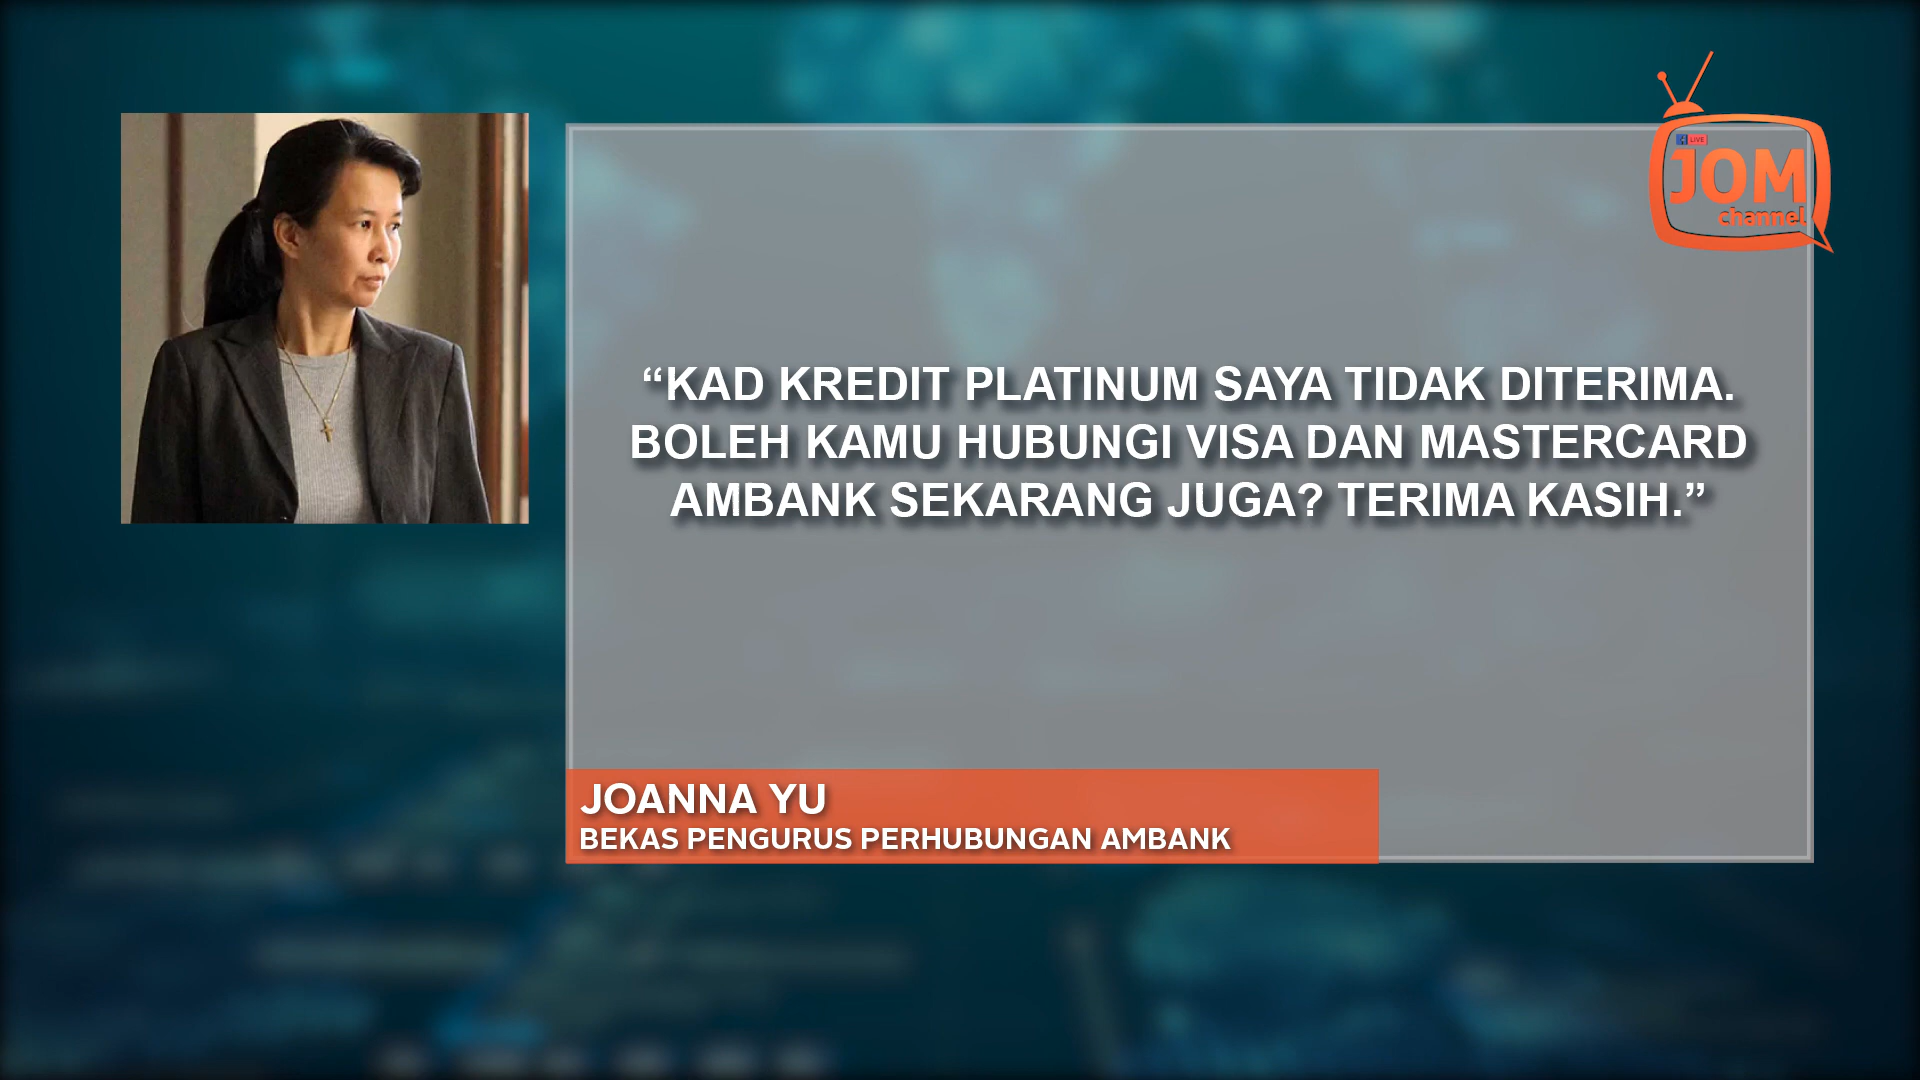 LIVE
JOM
channel
“KAD KREDIT PLATINUM SAYA TIDAK DITERIMA.
BOLEH KAMU HUBUNGI VISA DAN MASTERCARD
AMBANK SEKARANG JUGA? TERIMA KASIH.”
JOANNA YU
BEKAS PENGURUS PERHUBUNGAN AMBANK